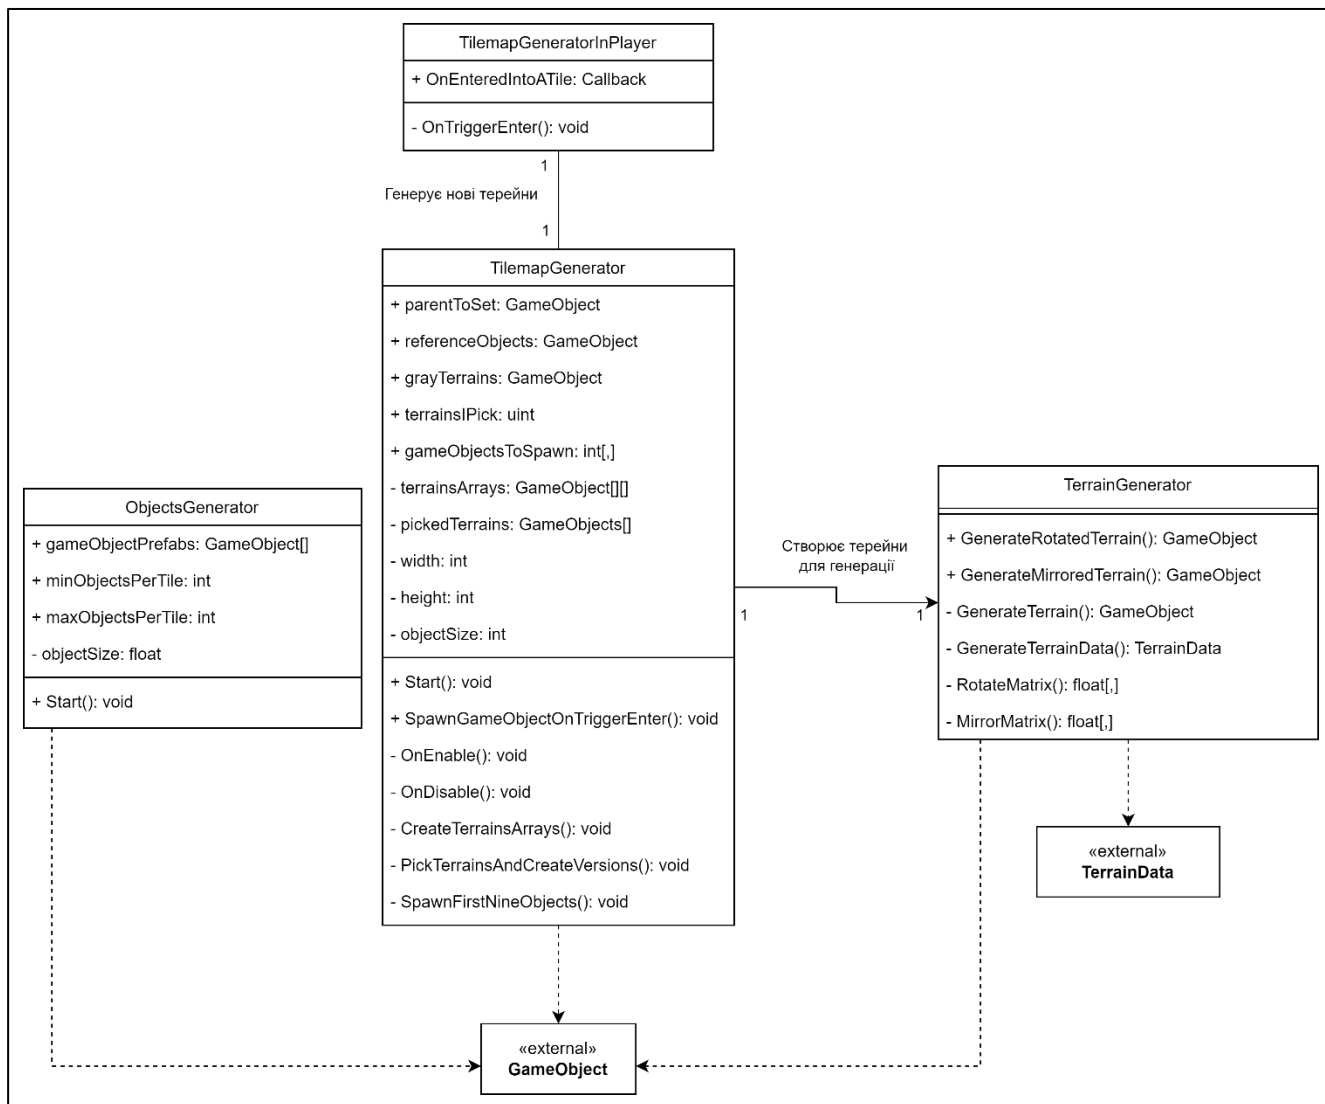 TilemapGeneratorInPlayer
+ OnEnteredIntoATile: Callback
- OnTriggerEnter(): void
1
Генерує нові терейни
1
TilemapGenerator
+ parentToSet: GameObject
+ referenceObjects: GameObject
+ grayTerrains: GameObject
+ terrainsIPick: uint
+ gameObjectsToSpawn: int[,]
- terrainsArrays: GameObject[][]
- pickedTerrains: GameObjects[]
- width: int
- height: int
- objectSize: int
+ Start(): void
+ SpawnGameObjectOnTriggerEnter(): void
- OnEnable(): void
- OnDisable(): void
- CreateTerrainsArrays(): void
- PickTerrainsAndCreateVersions(): void
- SpawnFirstNineObjects(): void
ObjectsGenerator
+ gameObjectPrefabs: GameObject[]
+ minObjectsPerTile: int
+ maxObjectsPerTile: int
- objectSize: float
+ Start(): void
Створює терейни
для генерації
1
1
TerrainGenerator
+ GenerateRotatedTerrain(): GameObject
+ GenerateMirroredTerrain(): GameObject
- GenerateTerrain(): GameObject
- GenerateTerrainData(): TerrainData
- RotateMatrix(): float[,]
- MirrorMatrix(): float[,]
«external»
TerrainData
«external»
GameObject